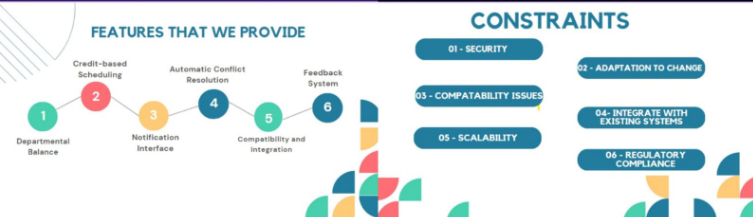 FEATURES THAT WE PROVIDE
1
Departmental
Balance
Credit-based
Scheduling
2
3
Notification
Interface
Automatic Conflict
Resolution
4
5
Compatibility and
Integration
Feedback
System
6
CONSTRAINTS
01 - SECURITY
02 - ADAPTATION TO CHANGE
03 - COMPATABILITY ISSUES
04- INTEGRATE WITH
EXISTING SYSTEMS
05 - SCALABILITY
06 - REGULATORY
COMPLIANCE